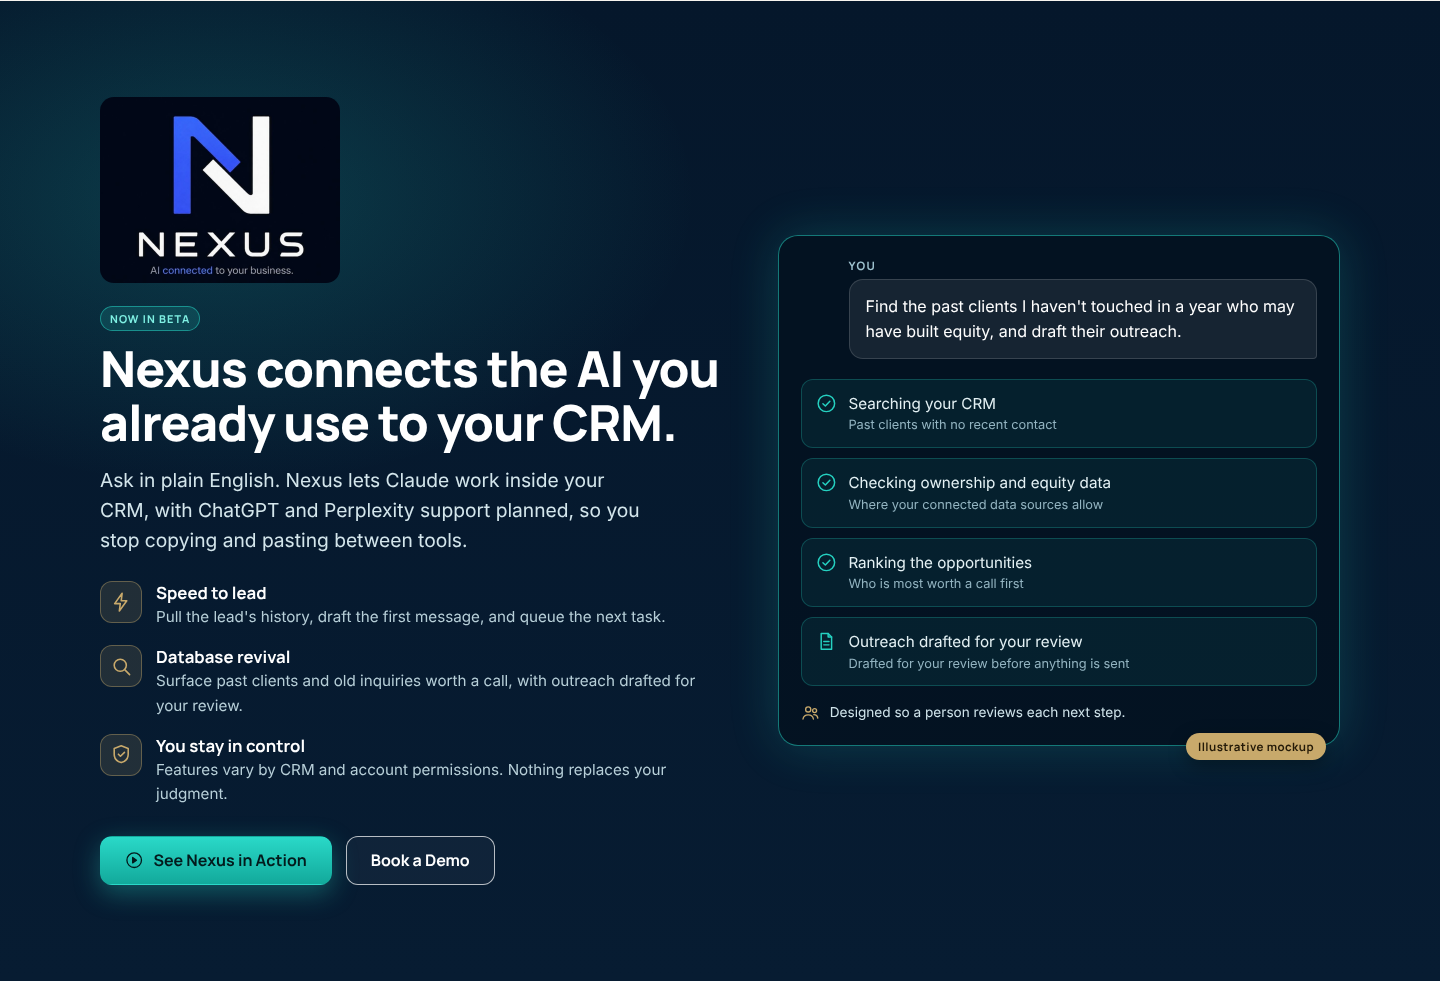 NEXUS
AI connected to your business.
NOW IN BETA
Nexus connects the AI you
already use to your CRM.
Ask in plain English. Nexus lets Claude work inside your
CRM, with ChatGPT and Perplexity support planned, so you
stop copying and pasting between tools.
Speed to lead
Pull the lead's history, draft the first message, and queue the next task.
Database revival
Surface past clients and old inquiries worth a call, with outreach drafted for
your review.
You stay in control
Features vary by CRM and account permissions. Nothing replaces your
judgment.
See Nexus in Action
Book a Demo
YOU
Find the past clients I haven't touched in a year who may
have built equity, and draft their outreach.
Searching your CRM
Past clients with no recent contact
Checking ownership and equity data
Where your connected data sources allow
Ranking the opportunities
Who is most worth a call first
Outreach drafted for your review
Drafted for your review before anything is sent
Designed so a person reviews each next step.
Illustrative mockup